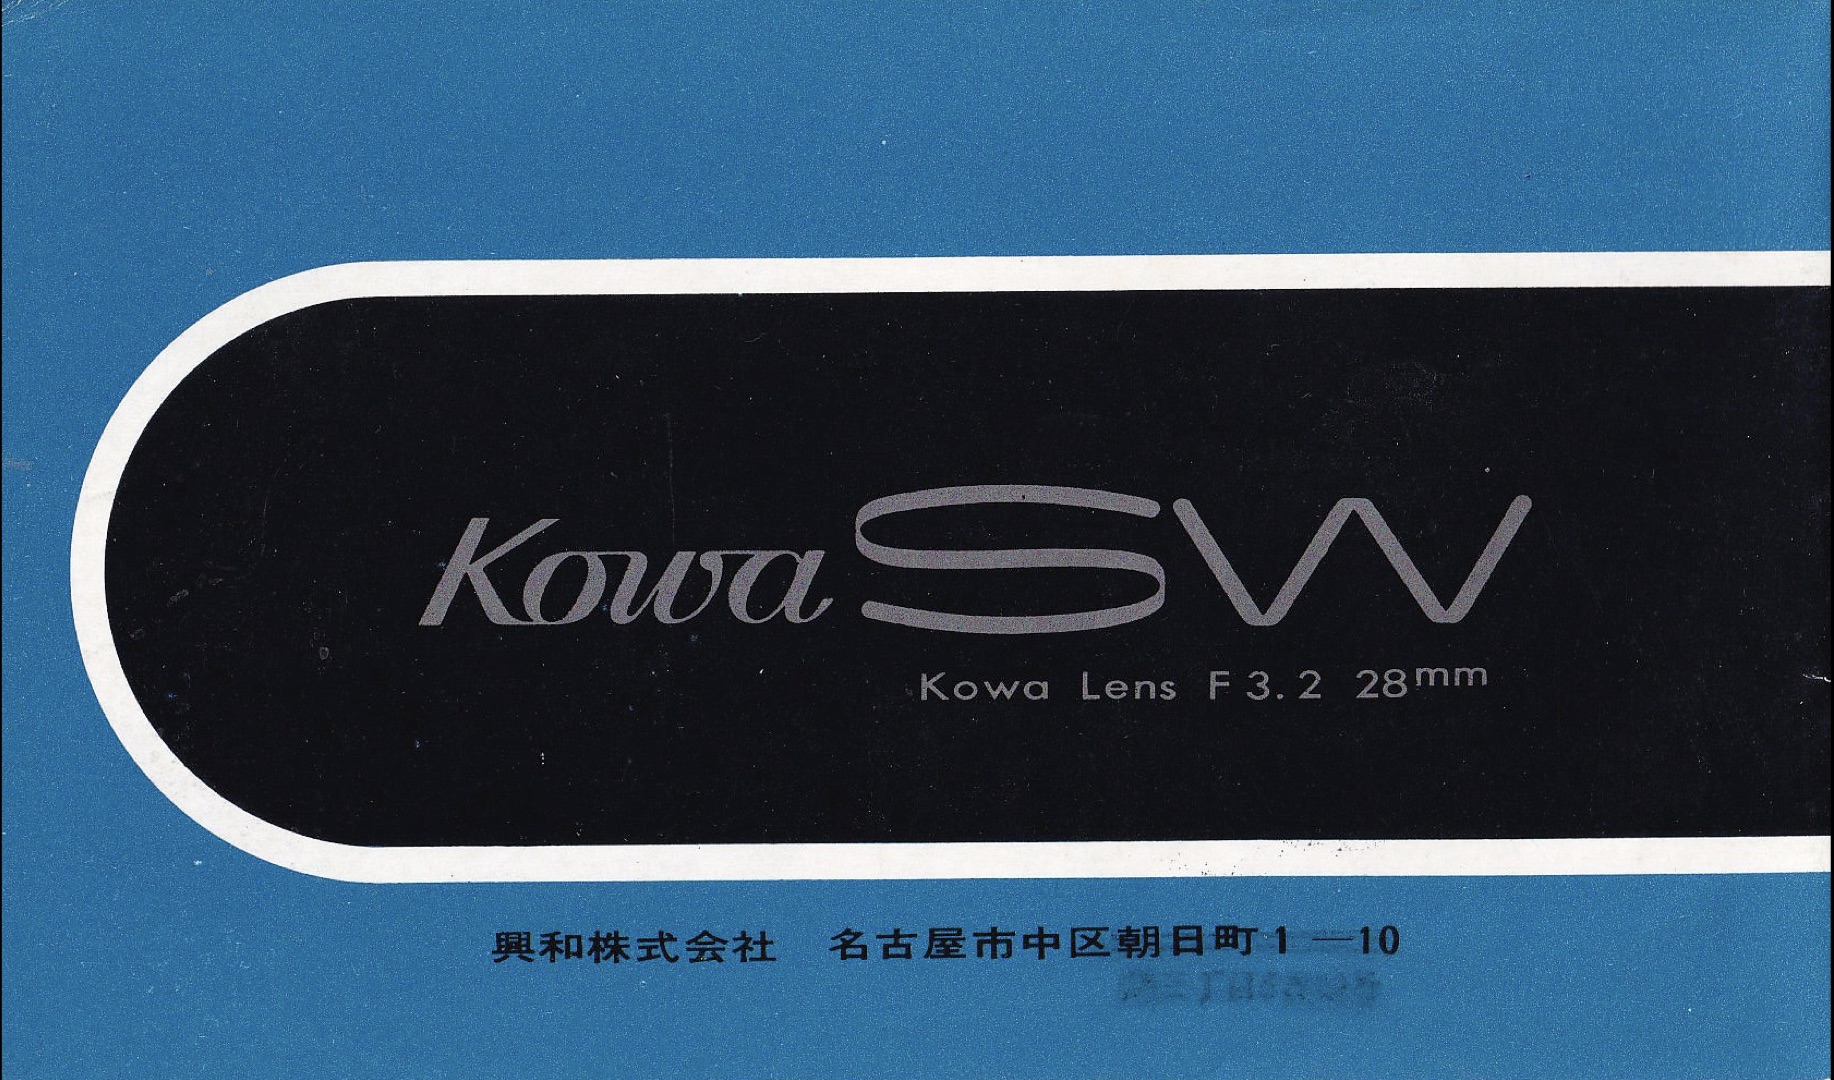 Kowa SW
Kowa Lens F3.2 28mm
興和株式会社 名古屋市中区朝日町1—10